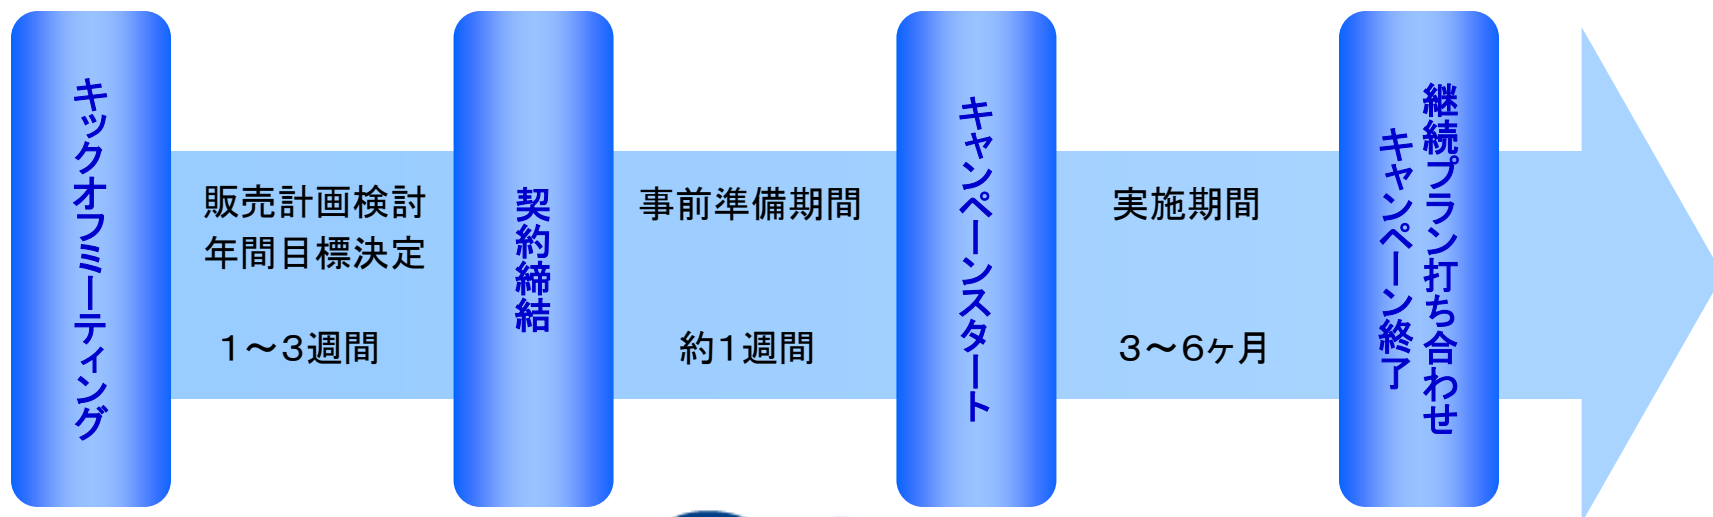 キックオフミーティング
販売計画検討
年間目標決定
１～３週間
契約締結
事前準備期間
約１週間
キャンペーンスタート
実施期間
３～６ヶ月
継続プラン打ち合わせ
キャンペーン終了